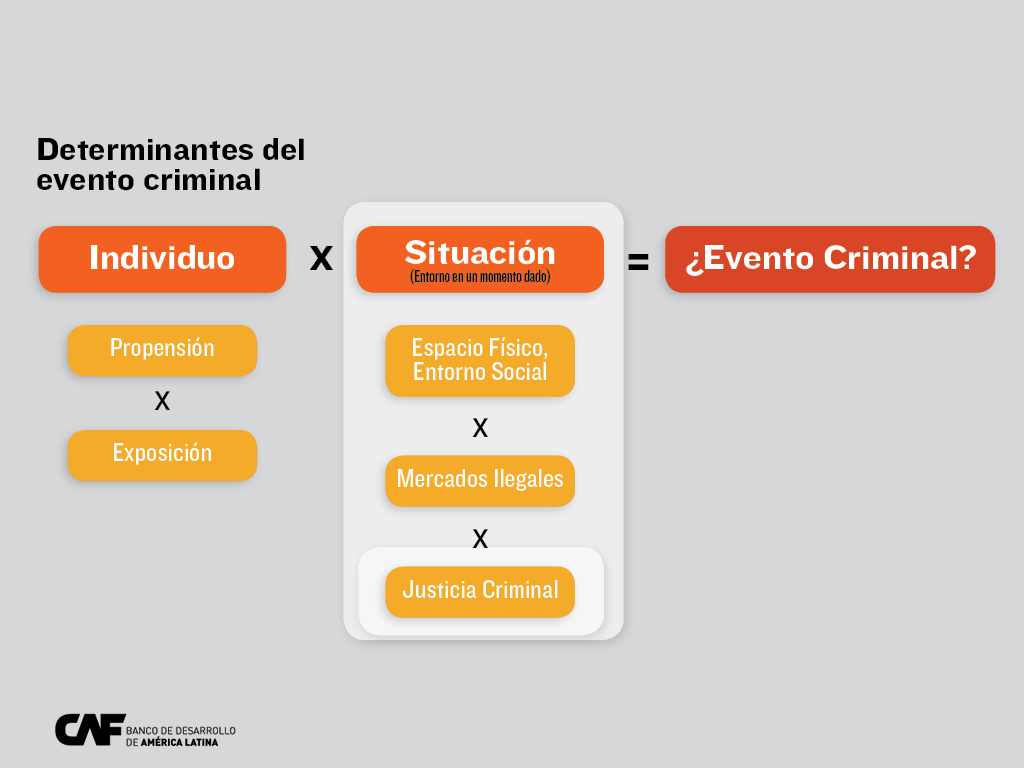 Determinantes del
evento criminal
Individuo
X
Situación
(Entorno en un momento dado)
=
¿Evento Criminal?
Propensión
X
Exposición
Espacio Físico,
Entorno Social
X
Mercados Ilegales
X
Justicia Criminal
CAF
BANCO DE DESARROLLO
DE AMÉRICA LATINA